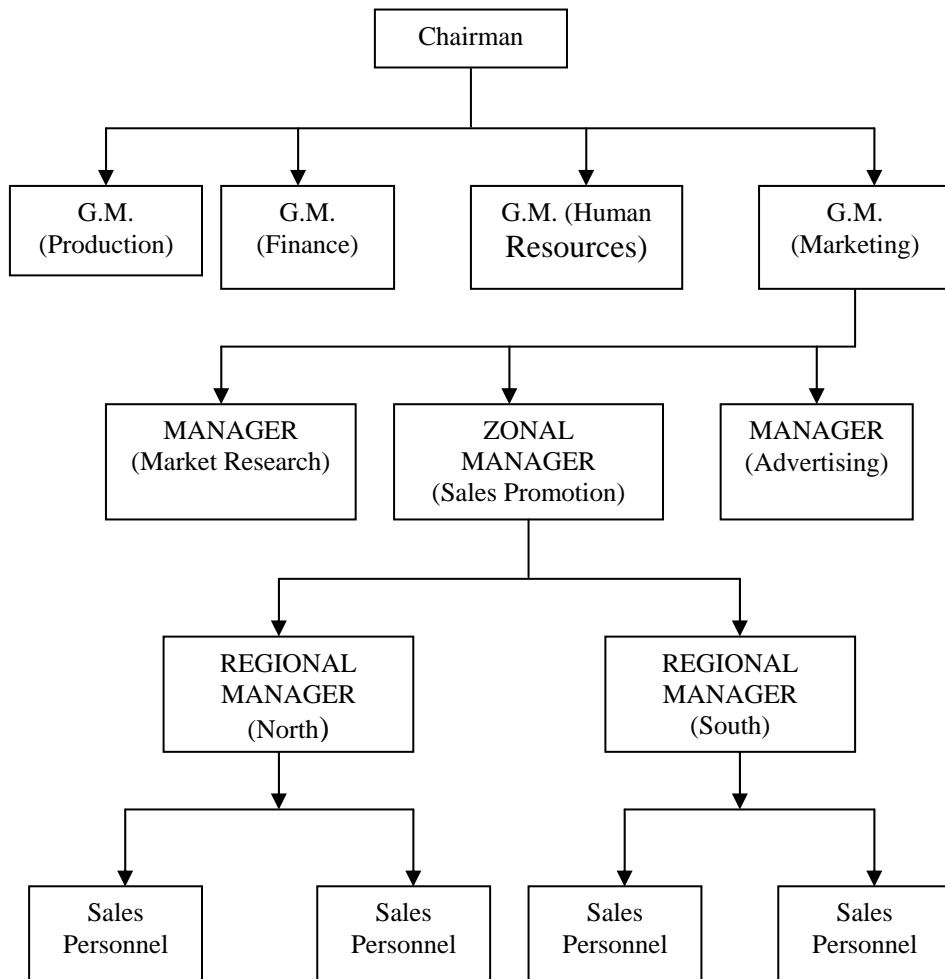 Chairman
G.M.
(Production)
G.M.
(Finance)
G.M. (Human
Resources)
G.M.
(Marketing)
MANAGER
(Market Research)
ZONAL
MANAGER
(Sales Promotion)
MANAGER
(Advertising)
REGIONAL
MANAGER
(North)
REGIONAL
MANAGER
(South)
Sales
Personnel
Sales
Personnel
Sales
Personnel
Sales
Personnel